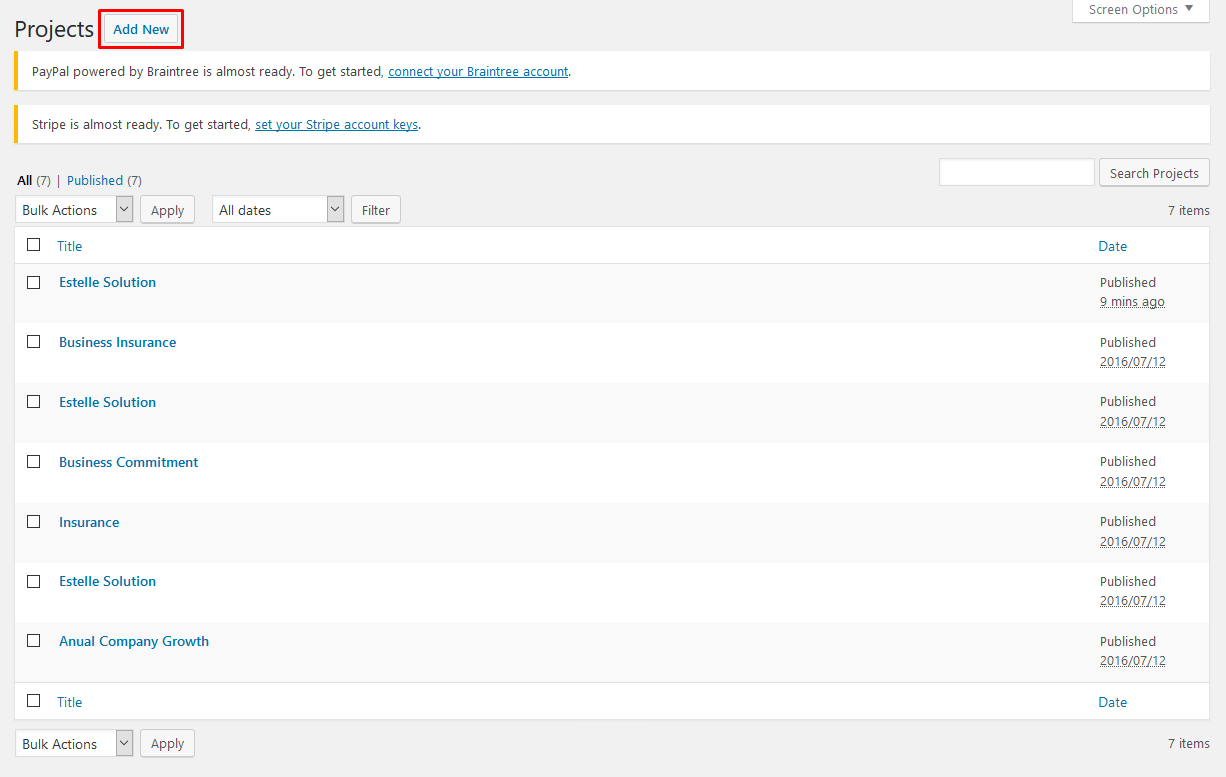 Screen Options
Projects Add New
PayPal powered by Braintree is almost ready. To get started, connect your Braintree account.
Stripe is almost ready. To get started, set your Stripe account keys.
All (7) | Published (7)
Search Projects
Bulk Actions Apply All dates Filter 7 items
Title Date
Estelle Solution Published
9 mins ago
Business Insurance Published
2016/07/12
Estelle Solution Published
2016/07/12
Business Commitment Published
2016/07/12
Insurance Published
2016/07/12
Estelle Solution Published
2016/07/12
Anual Company Growth Published
2016/07/12
Title Date
Bulk Actions Apply 7 items